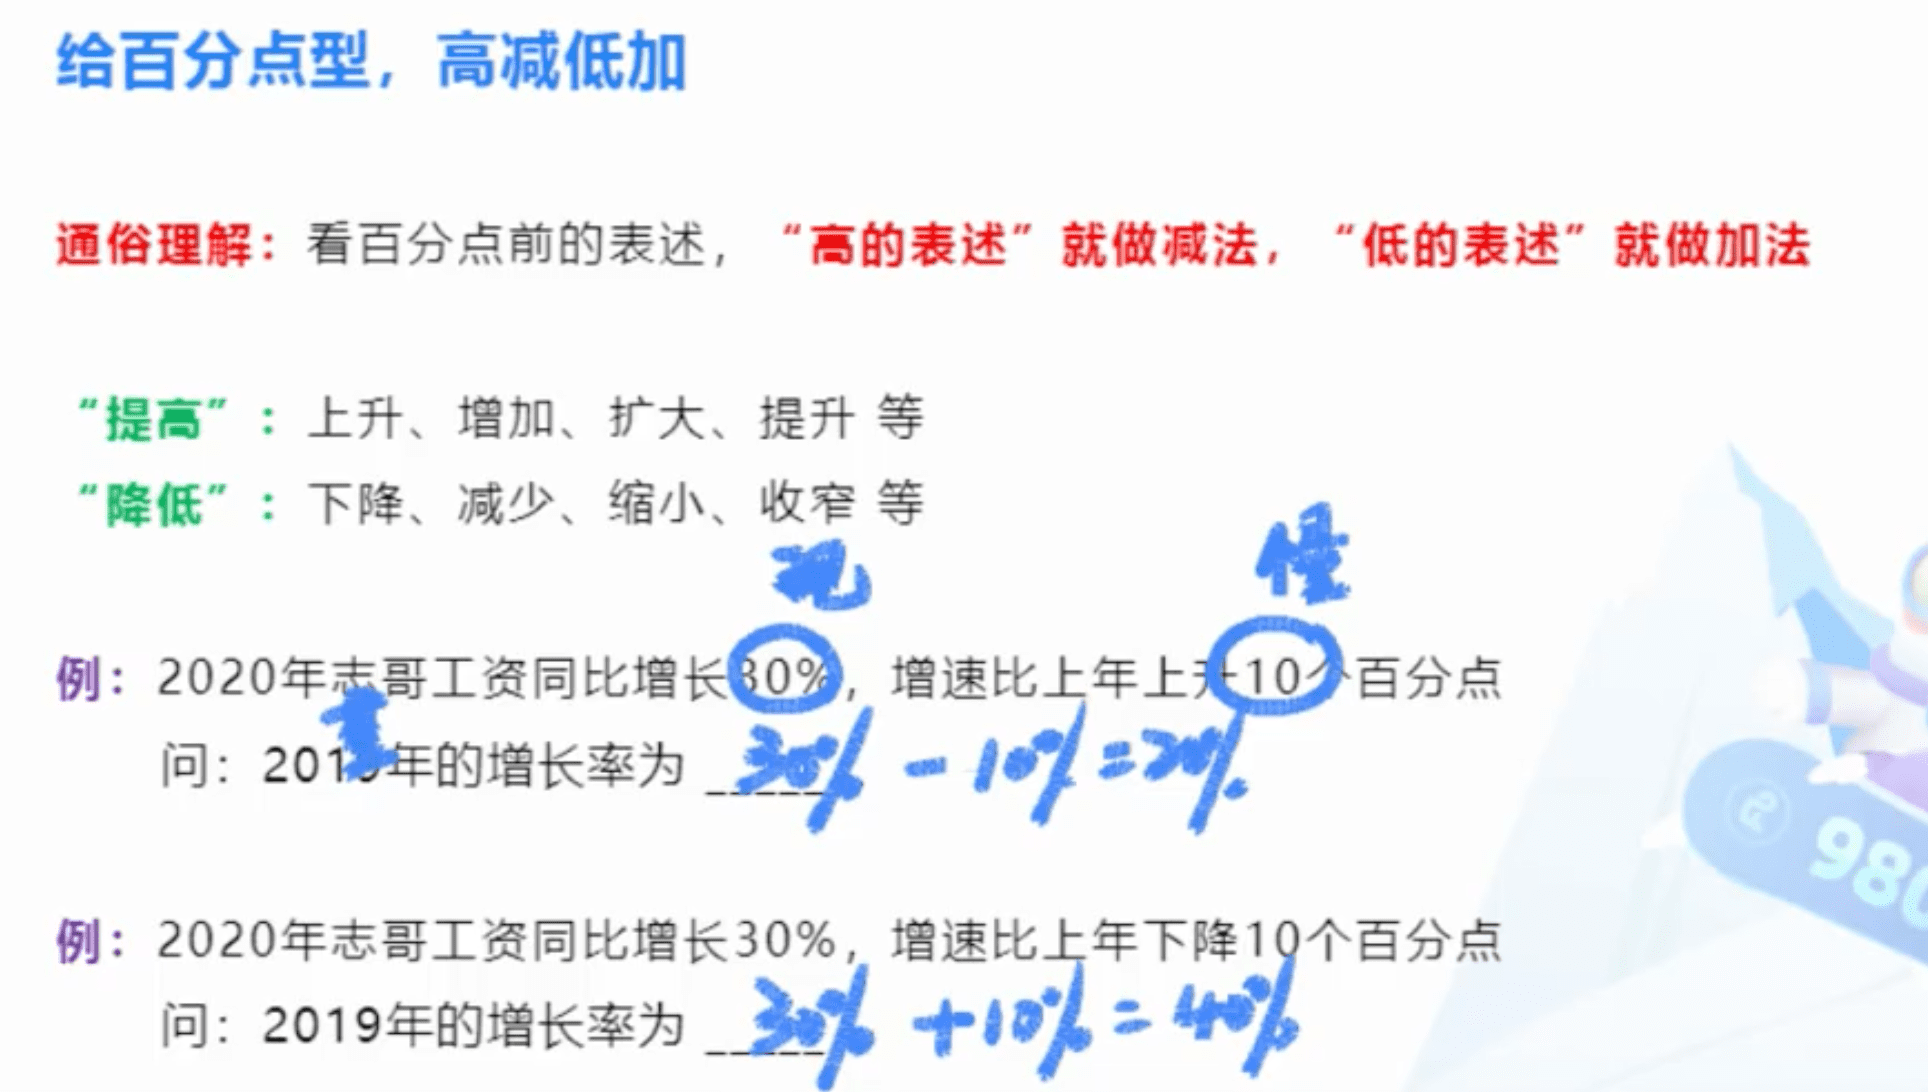 给百分点型，高减低加
通俗理解：看百分点前的表述，“高的表述”就做减法，“低的表述”就做加法
“提高”：上升、增加、扩大、提升 等
“降低”：下降、减少、缩小、收窄 等
现
例：2020年志哥工资同比增长30%，增速比上年上升10个百分点
问：2019年的增长率为 ______ 30% - 10% = 20%.
例：2020年志哥工资同比增长30%，增速比上年下降10个百分点
问：2019年的增长率为 ______ 30% + 10% = 40%
986